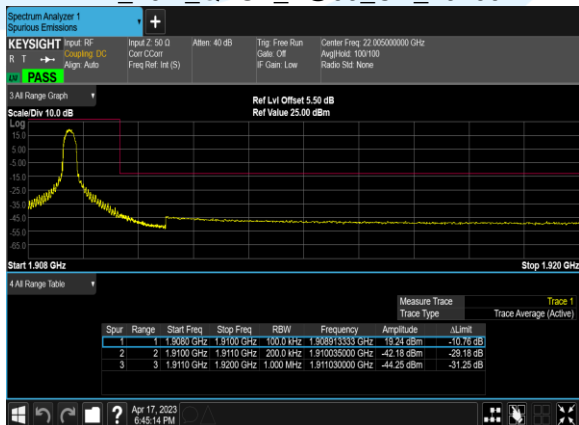 Spectrum Analyzer 1
Spurious Emissions
+
KEYSIGHT Input: RF Input Z: 50 Ω Atten: 40 dB Trig: Free Run Center Freq: 22.005000000 GHz
R T Coupling: DC Corr CCorr Gate: Off Avg|Hold: 100/100
Align: Auto Freq Ref: Int (S) IF Gain: Low Radio Std: None
PASS
3 All Range Graph
Ref Lvl Offset 5.50 dB
Scale/Div 10.0 dB Ref Value 25.00 dBm
Log
15.0
5.00
-5.00
-15.0
-25.0
-35.0
-45.0
-55.0
-65.0
Start 1.908 GHz Stop 1.920 GHz
4 All Range Table
Measure Trace Trace 1
Trace Type Trace Average (Active)
Spur Range Start Freq Stop Freq RBW Frequency Amplitude ΔLimit
1 1 1.9080 GHz 1.9100 GHz 100.0 kHz 1.908913333 GHz 19.24 dBm -10.76 dB
2 2 1.9100 GHz 1.9110 GHz 200.0 kHz 1.910035000 GHz -42.18 dBm -29.18 dB
3 3 1.9110 GHz 1.9200 GHz 1.000 MHz 1.911030000 GHz -44.25 dBm -31.25 dB
? Apr 17, 2023
6:45:14 PM